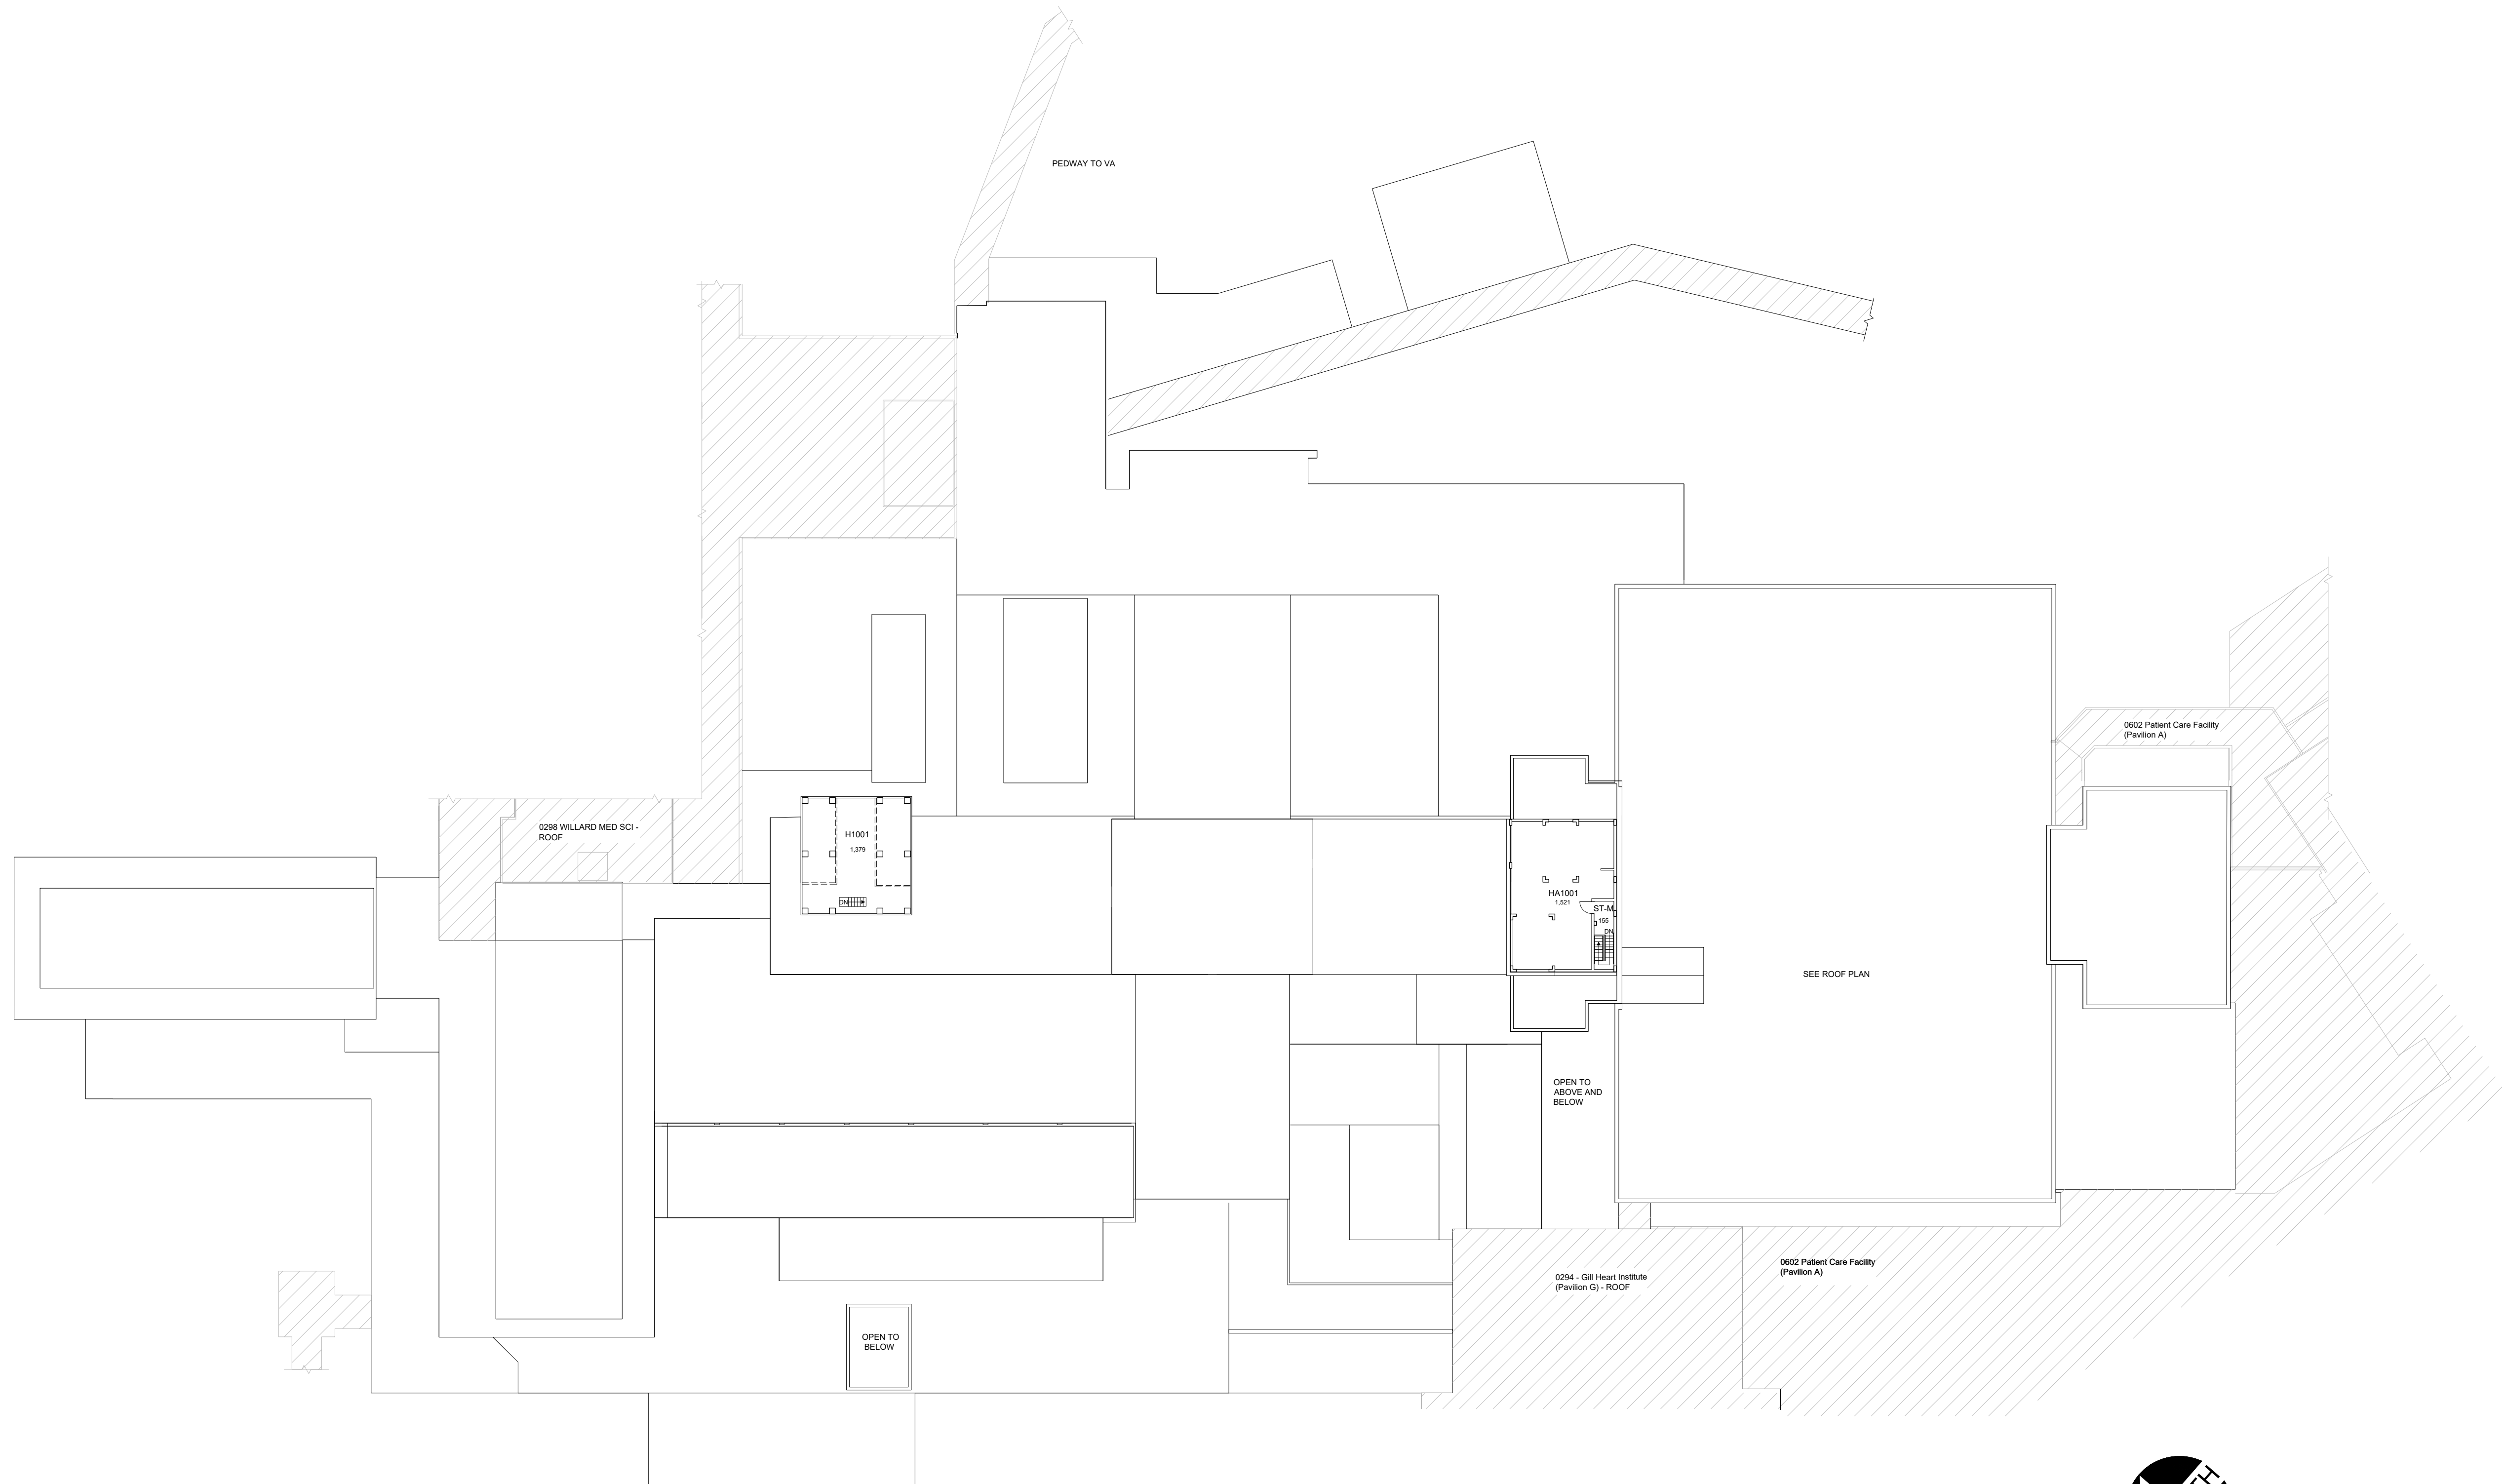 PEDWAY TO VA
0602 Patient Care Facility
(Pavilion A)
0298 WILLARD MED SCI -
ROOF
H1001
1,379
DN
HA1001
1,521
ST-M
155
DN
SEE ROOF PLAN
OPEN TO
ABOVE AND
BELOW
0602 Patient Care Facility
(Pavilion A)
0294 - Gill Heart Institute
(Pavilion G) - ROOF
OPEN TO
BELOW